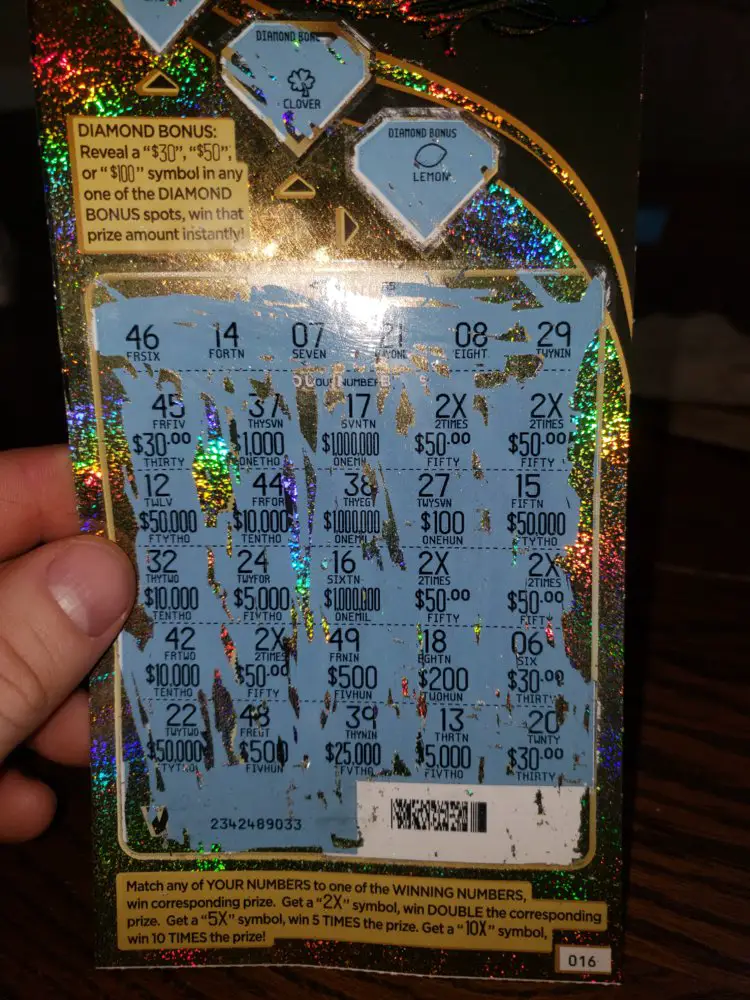 DIAMOND
CLOVER
DIAMOND BONUS
LEMON
DIAMOND BONUS:
Reveal a "$30", "$50",
or "$100" symbol in any
one of the DIAMOND
BONUS spots, win that
prize amount instantly!
46 14 07 21 08 29
FRSIX FORTN SEVEN EIGHT TWYNIN
YOUR NUMBERS
45 37 17 2X 2X
FRFIV THYSVN SVNTN 2TIMES 2TIMES
$30.00 1,000 $1,000,000 $50.00 $50.00
THIRTY ONETHO ONEMIL FIFTY FIFTY
12 44 38 27 15
TWLV FRFOR THYEGT TWYSVN FIFTN
$50,000 $10,000 $1,000,000 $100 $50,000
FTYTHO TENTHO ONEMIL ONEHUN FTYTHO
32 24 16 2X 2X
THYTWO TWYFOR SIXTN 2TIMES 2TIMES
$10,000 $5,000 $1,000,000 $50.00 $50.00
TENTHO FIVTHO ONEMIL FIFTY FIFTY
42 2X 49 18 06
FRTWO 2TIMES FRNIN EGHTN SIX
$10,000 $50.00 $500 $200 $30.00
TENTHO FIFTY FIVHUN TWOHUN THIRTY
22 48 39 13 20
TWYTWO FREGT THYNIN THRTN TWNTY
$50,000 $500 $25,000 5,000 $30.00
FTYTHO FIVHUN FVTHO FIVTHO THIRTY
2342489033
Match any of YOUR NUMBERS to one of the WINNING NUMBERS,
win corresponding prize. Get a "2X" symbol, win DOUBLE the corresponding
prize. Get a "5X" symbol, win 5 TIMES the prize. Get a "10X" symbol,
win 10 TIMES the prize!
016